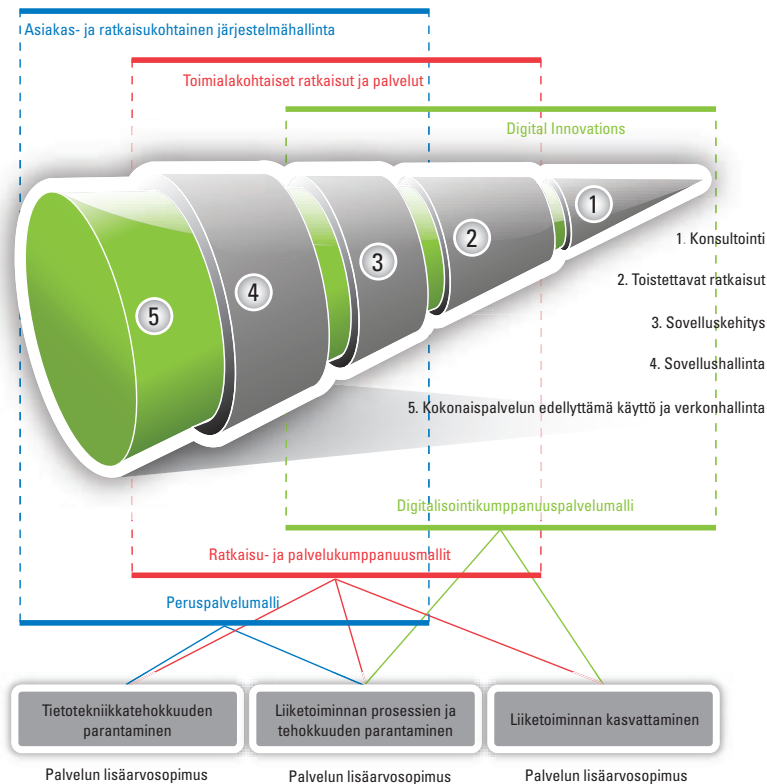 Asiakas- ja ratkaisukohtainen järjestelmähallinta
Toimialakohtaiset ratkaisut ja palvelut
Digital Innovations
1
2
3
4
5
1. Konsultointi
2. Toistettavat ratkaisut
3. Sovelluskehitys
4. Sovellushallinta
5. Kokonaispalvelun edellyttämä käyttö ja verkonhallinta
Digitalisointikumppanuuspalvelumalli
Ratkaisu- ja palvelukumppanuusmallit
Peruspalvelumalli
Tietotekniikkatehokkuuden
parantaminen
Liiketoiminnan prosessien ja
tehokkuuden parantaminen
Liiketoiminnan kasvattaminen
Palvelun lisäarvosopimus
Palvelun lisäarvosopimus
Palvelun lisäarvosopimus